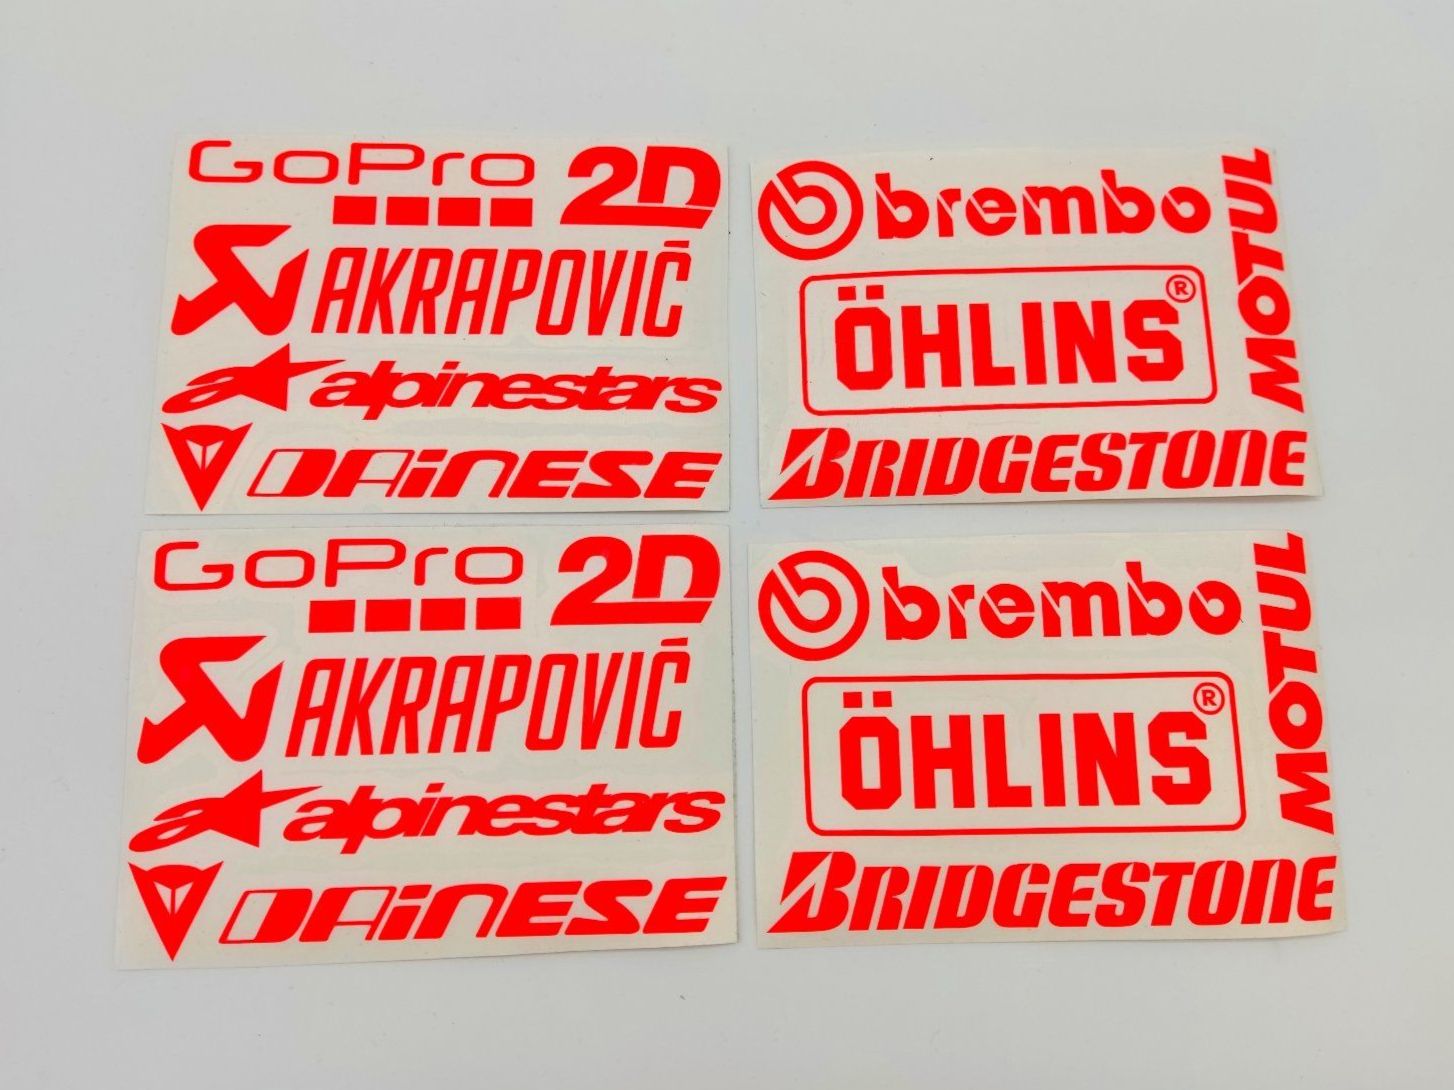 GoPro 2D
AKRAPOVIČ
alpinestars
DAiNESE
brembo
MOTUL
ÖHLINS®
BRIDGESTONE
GoPro 2D
AKRAPOVIČ
alpinestars
DAiNESE
brembo
MOTUL
ÖHLINS®
BRIDGESTONE